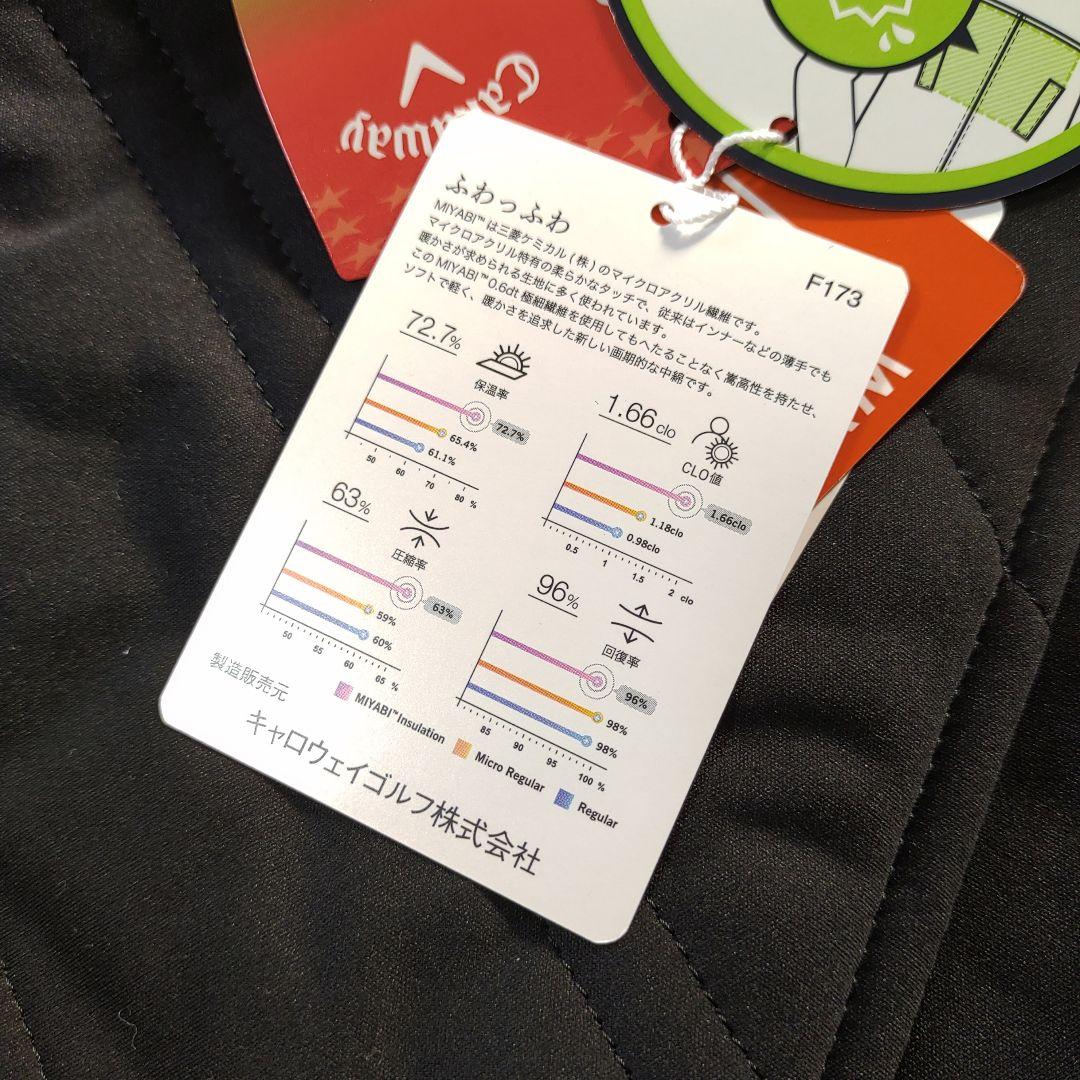 Callaway
F173
ふわっふわ
MIYABI™は三菱ケミカル(株)のマイクロアクリル繊維です。
マイクロアクリル特有の柔らかなタッチで、従来はインナーなどの薄手でも
暖かさが求められる生地に多く使われています。
このMIYABI™0.6dt極細繊維を使用してもへたることなく嵩高性を持たせ、
ソフトで軽く、暖かさを追求した新しい画期的な中綿です。
72.7%
保温率
72.7%
65.4%
61.1%
50 60 70 80 %
1.66clo
CLO値
1.66clo
1.18clo
0.98clo
0.5 1 1.5 2 clo
63%
圧縮率
63%
59%
60%
50 55 60 65 %
96%
回復率
96%
98%
98%
85 90 95 100 %
MIYABI™Insulation
Micro Regular
Regular
製造販売元
キャロウェイゴルフ株式会社